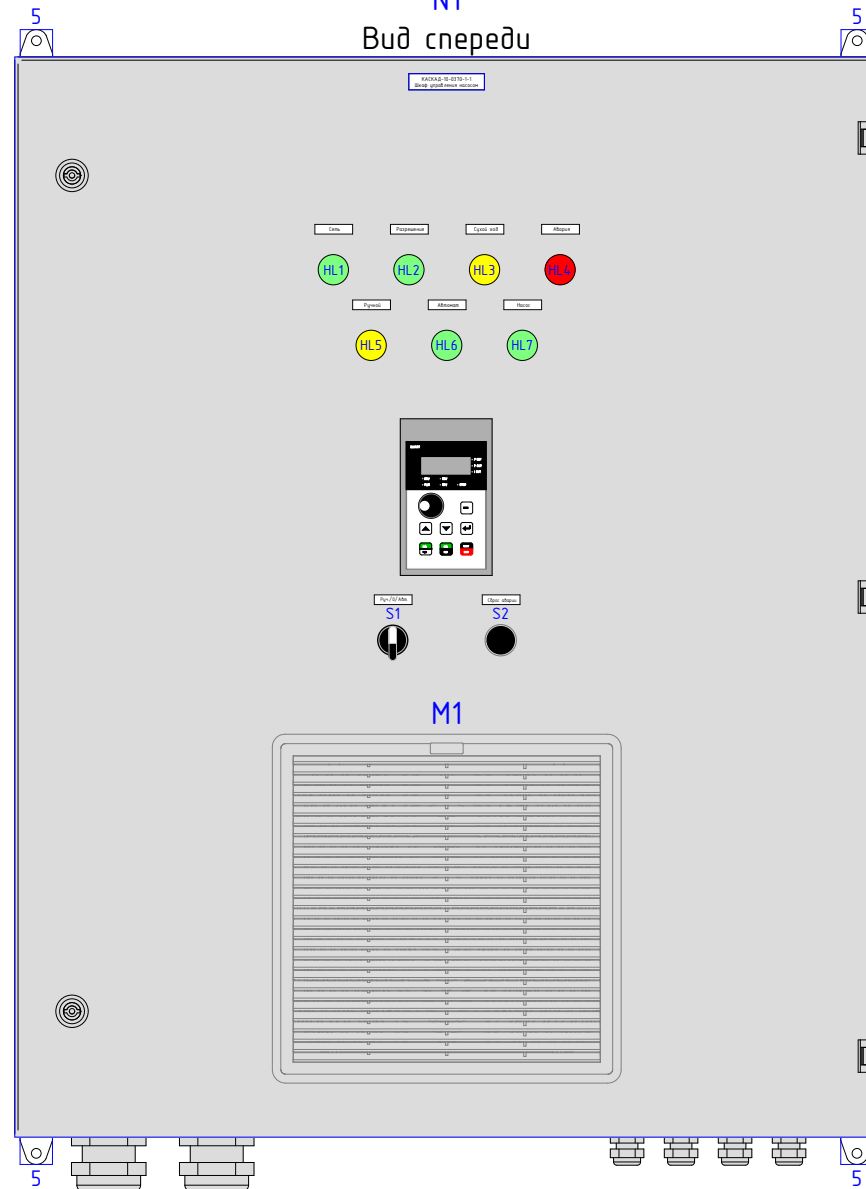 N1
5
5
Вид спереди
КАСКАД-10-0370-1-1
Шкаф управления насосом
Сеть
Разрешение
Сухой ход
Авария
HL1
HL2
HL3
HL4
Ручной
Автомат
Насос
HL5
HL6
HL7
Руч./0/Авт
Сброс аварии
S1
S2
M1
5
5